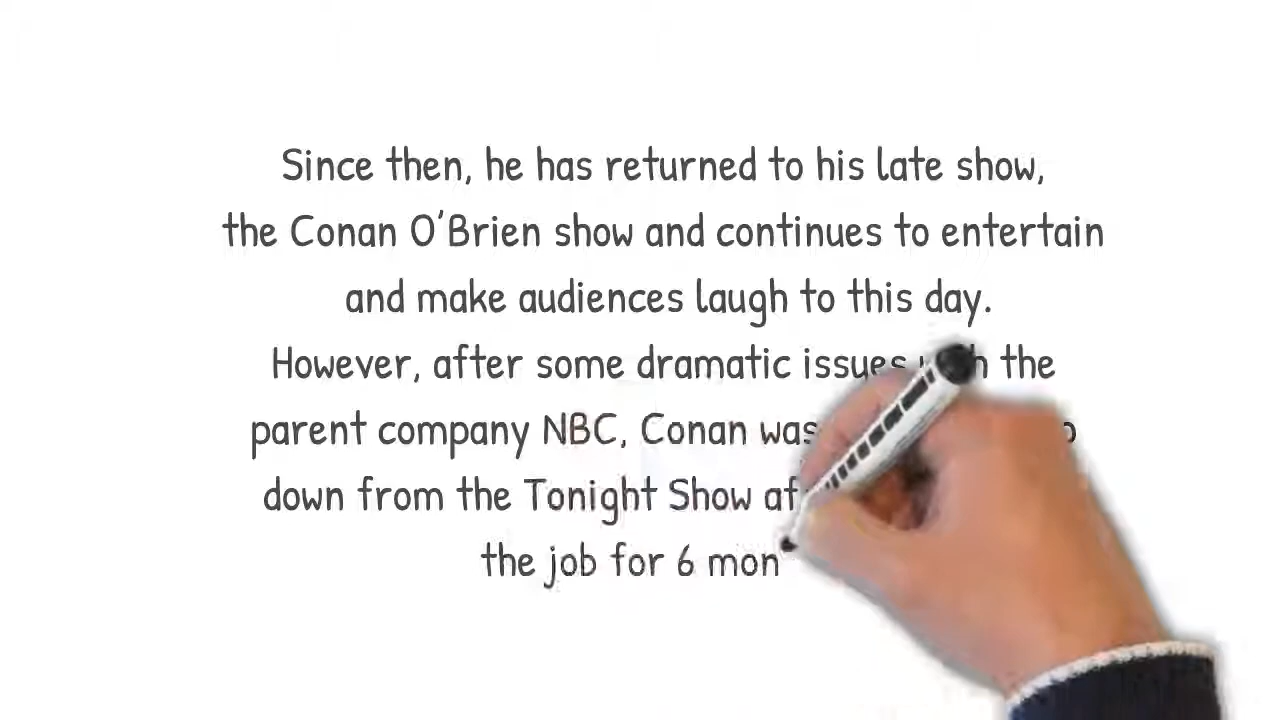 Since then, he has returned to his late show,
the Conan O'Brien show and continues to entertain
and make audiences laugh to this day.
However, after some dramatic issues the
parent company NBC, Conan was
down from the Tonight Show
the job for 6